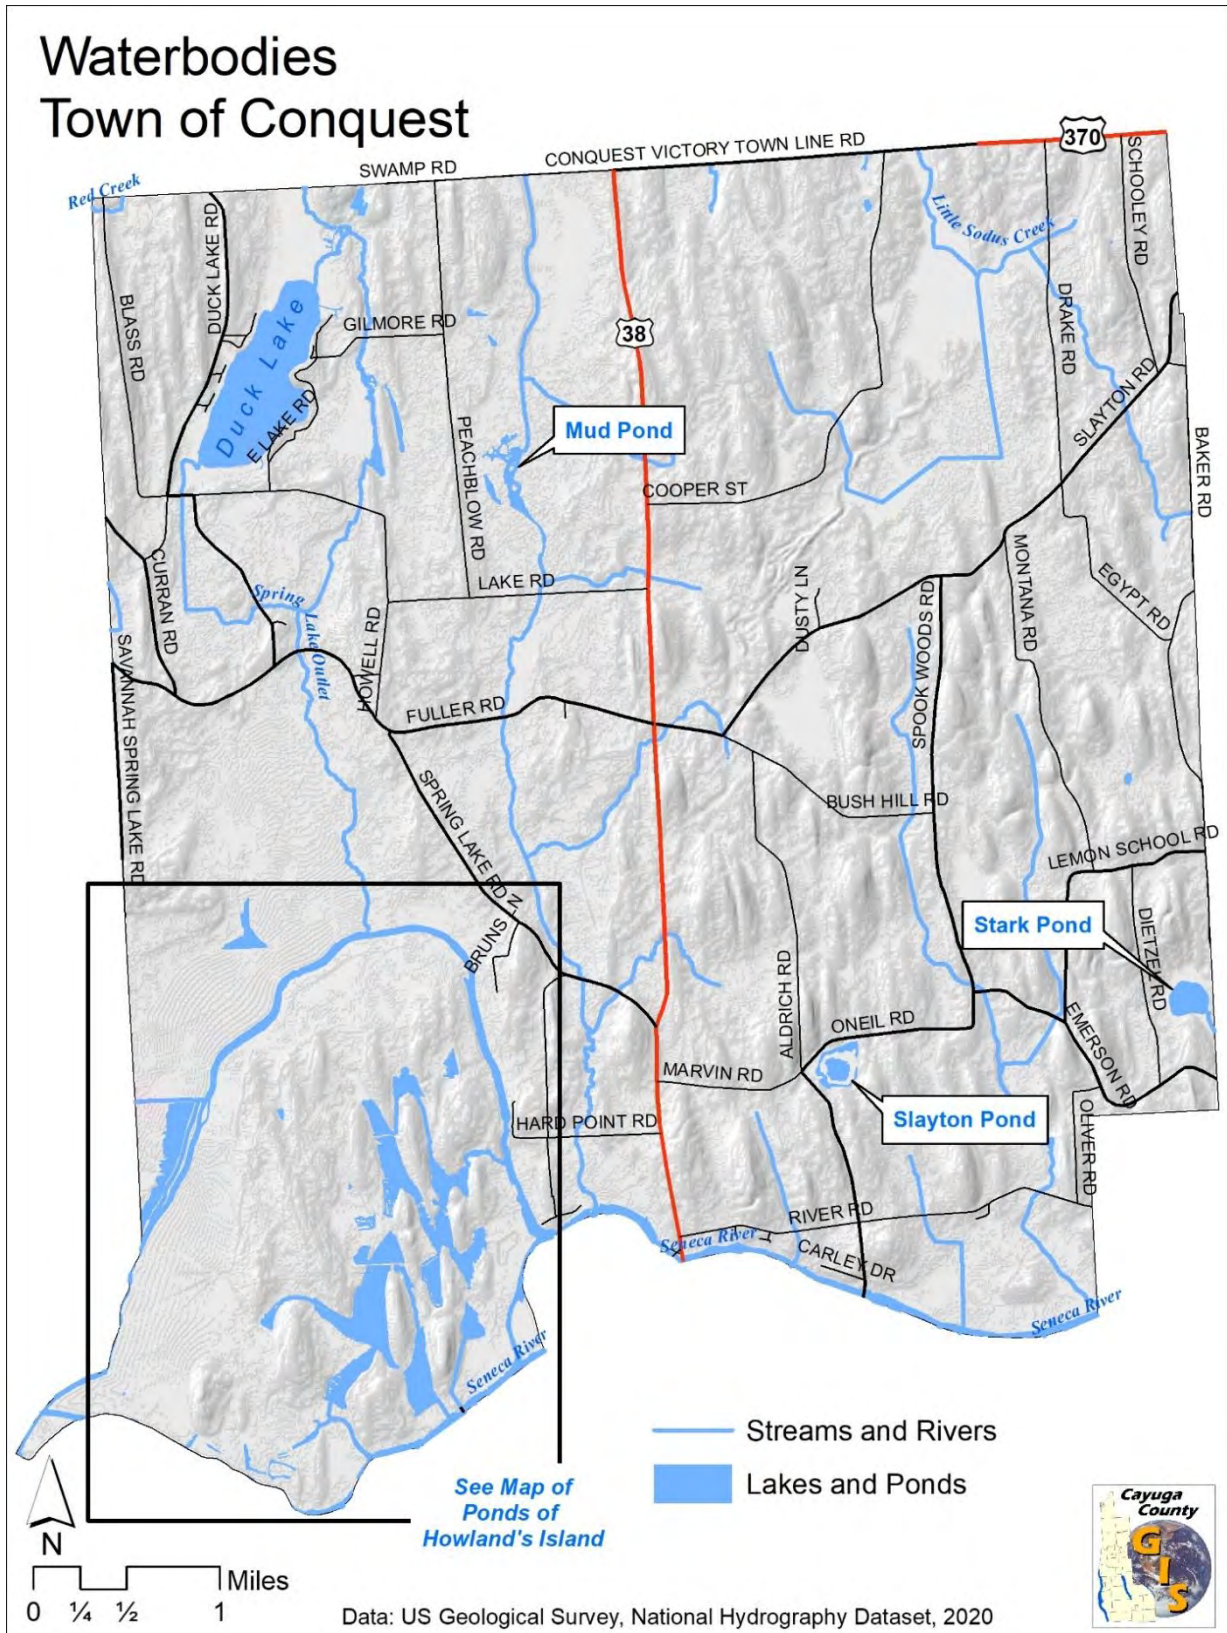 Waterbodies
Town of Conquest
370
CONQUEST VICTORY TOWN LINE RD
SWAMP RD
SCHOOLEY RD
Red Creek
Little Sodus Creek
DUCK LAKE RD
BLASS RD
Duck Lake
GILMORE RD
38
DRAKE RD
SLAYTON RD
E LAKE RD
Mud Pond
PEACHBLOW RD
BAKER RD
COOPER ST
CURRAN RD
Spring Lake Outlet
LAKE RD
HOWELL RD
DUSTY LN
SPOOK WOODS RD
MONTANA RD
EGYPT RD
SAVANNAH SPRING LAKE RD
FULLER RD
SPRING LAKE RD
BUSH HILL RD
LEMON SCHOOL RD
N
BRUNS
Stark Pond
DIETZEL RD
ALDRICH RD
ONEIL RD
EMERSON RD
MARVIN RD
HARD POINT RD
Slayton Pond
OLIVER RD
RIVER RD
Seneca River
CARLEY DR
Seneca River
Seneca River
Streams and Rivers
Lakes and Ponds
See Map of
Ponds of
Howland's Island
N
Miles
0 ¼ ½ 1
Data: US Geological Survey, National Hydrography Dataset, 2020
Cayuga
County
GIS